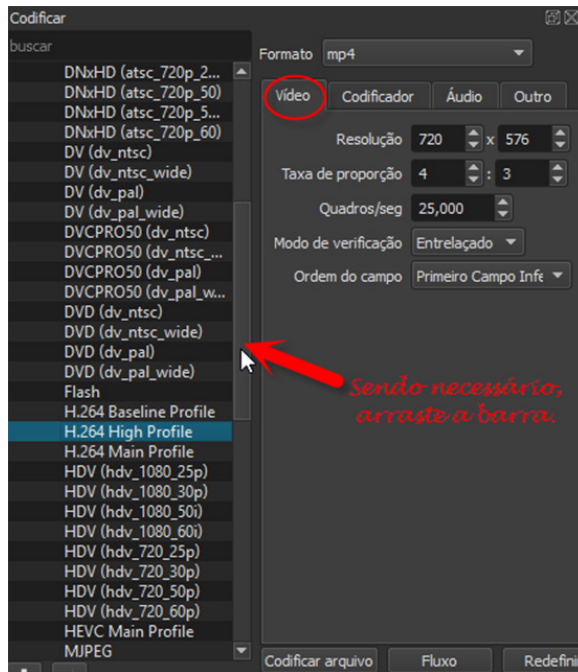 Codificar
buscar
DNxHD (atsc_720p_2...
DNxHD (atsc_720p_50)
DNxHD (atsc_720p_5...
DNxHD (atsc_720p_60)
DV (dv_ntsc)
DV (dv_ntsc_wide)
DV (dv_pal)
DV (dv_pal_wide)
DVCPRO50 (dv_ntsc)
DVCPRO50 (dv_ntsc_...
DVCPRO50 (dv_pal)
DVCPRO50 (dv_pal_w...
DVD (dv_ntsc)
DVD (dv_ntsc_wide)
DVD (dv_pal)
DVD (dv_pal_wide)
Flash
H.264 Baseline Profile
H.264 High Profile
H.264 Main Profile
HDV (hdv_1080_25p)
HDV (hdv_1080_30p)
HDV (hdv_1080_50i)
HDV (hdv_1080_60i)
HDV (hdv_720_25p)
HDV (hdv_720_30p)
HDV (hdv_720_50p)
HDV (hdv_720_60p)
HEVC Main Profile
MJPEG
Formato mp4
Vídeo Codificador Áudio Outro
Resolução 720 x 576
Taxa de proporção 4 : 3
Quadros/seg 25,000
Modo de verificação Entrelaçado
Ordem do campo Primeiro Campo Infe
Sendo necessário,
arraste a barra.
Codificar arquivo Fluxo Redefini